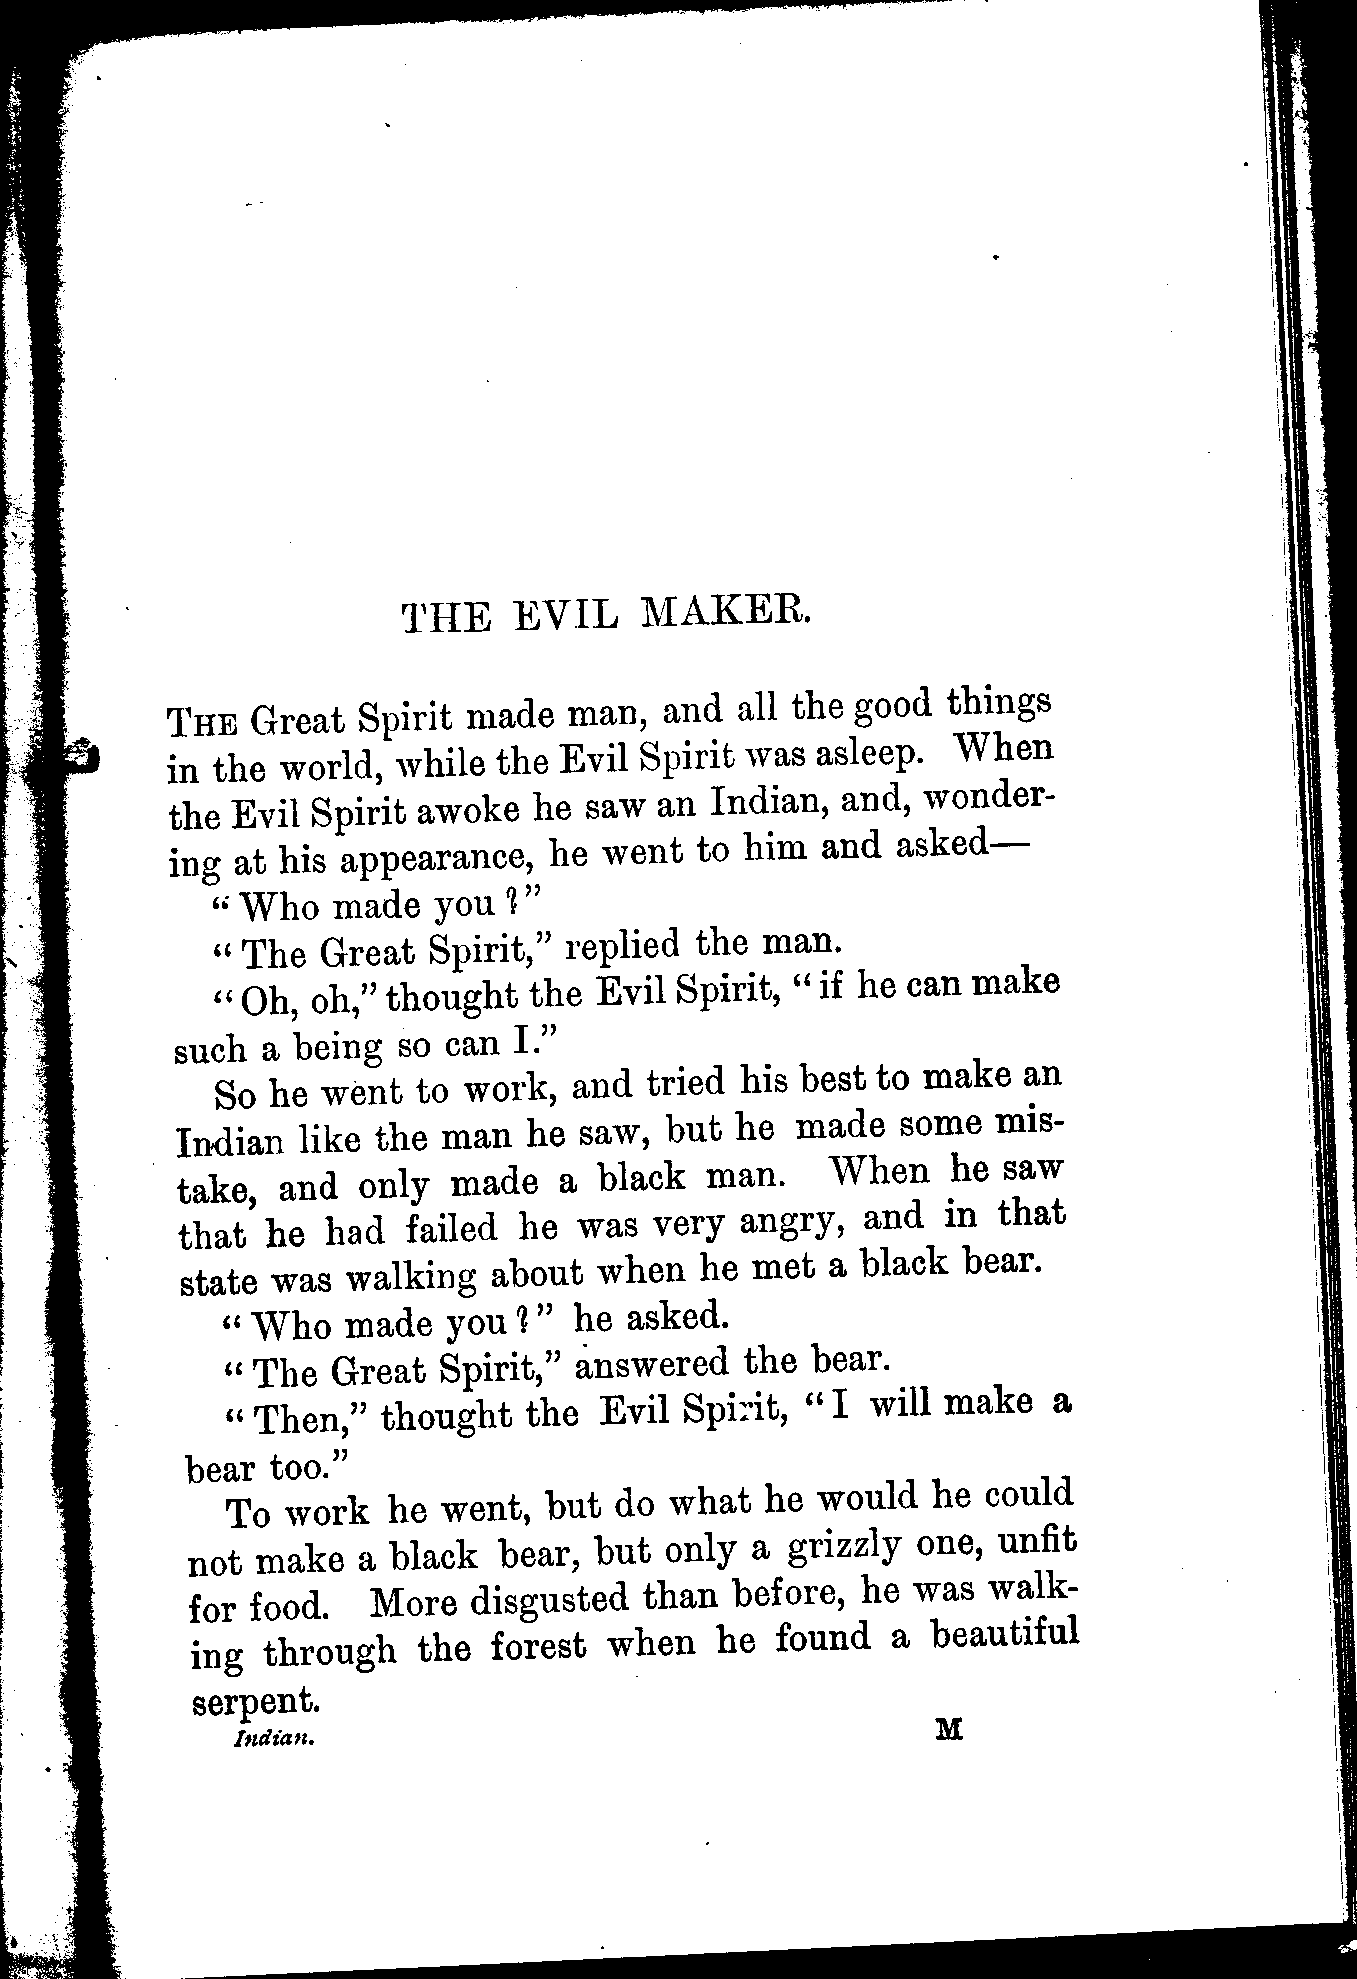 THE EVIL MAKER.
THE Great Spirit made man, and all the good things
in the world, while the Evil Spirit was asleep. When
the Evil Spirit awoke he saw an Indian, and, wonder-
ing at his appearance, he went to him and asked—
“Who made you?”
“The Great Spirit,” replied the man.
“Oh, oh,” thought the Evil Spirit, “if he can make
such a being so can I.”
So he went to work, and tried his best to make an
Indian like the man he saw, but he made some mis-
take, and only made a black man. When he saw
that he had failed he was very angry, and in that
state was walking about when he met a black bear.
“Who made you?” he asked.
“The Great Spirit,” answered the bear.
“Then,” thought the Evil Spirit, “I will make a
bear too.”
To work he went, but do what he would he could
not make a black bear, but only a grizzly one, unfit
for food. More disgusted than before, he was walk-
ing through the forest when he found a beautiful
serpent.
Indian. M